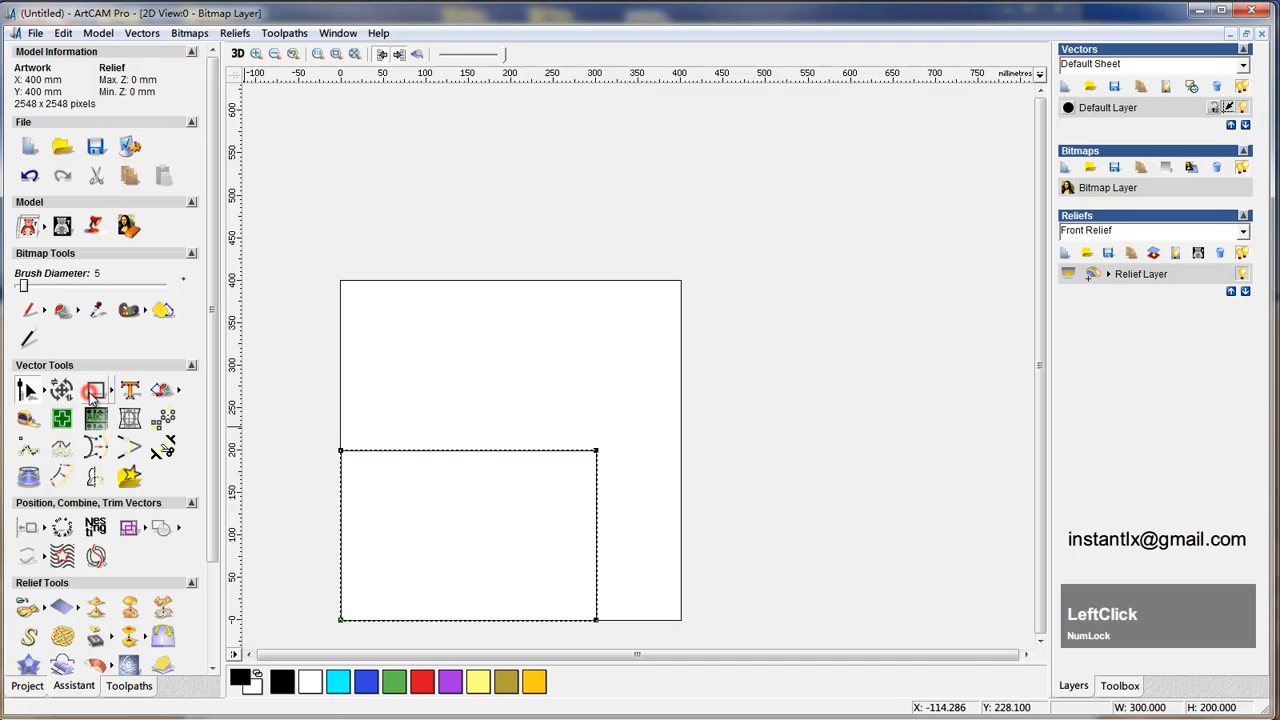 (Untitled) - ArtCAM Pro - [2D View:0 - Bitmap Layer]
File Edit Model Vectors Bitmaps Reliefs Toolpaths Window Help
Model Information
Artwork Relief
X: 400 mm Max. Z: 0 mm
Y: 400 mm Min. Z: 0 mm
2548 x 2548 pixels
File
Model
Bitmap Tools
Brush Diameter: 5
Vector Tools
ABC
Position, Combine, Trim Vectors
Nes
ting
Relief Tools
Project Assistant Toolpaths
3D
-100 -50 0 50 100 150 200 250 300 350 400 450 500 550 600 650 700 750 millimetres
600
550
500
450
400
350
300
250
200
150
100
50
-0
Vectors
Default Sheet
Default Layer
Bitmaps
Bitmap Layer
Reliefs
Front Relief
Relief Layer
instantlx@gmail.com
LeftClick
NumLock
Layers Toolbox
X: -114.286 Y: 228.100 W: 300.000 H: 200.000